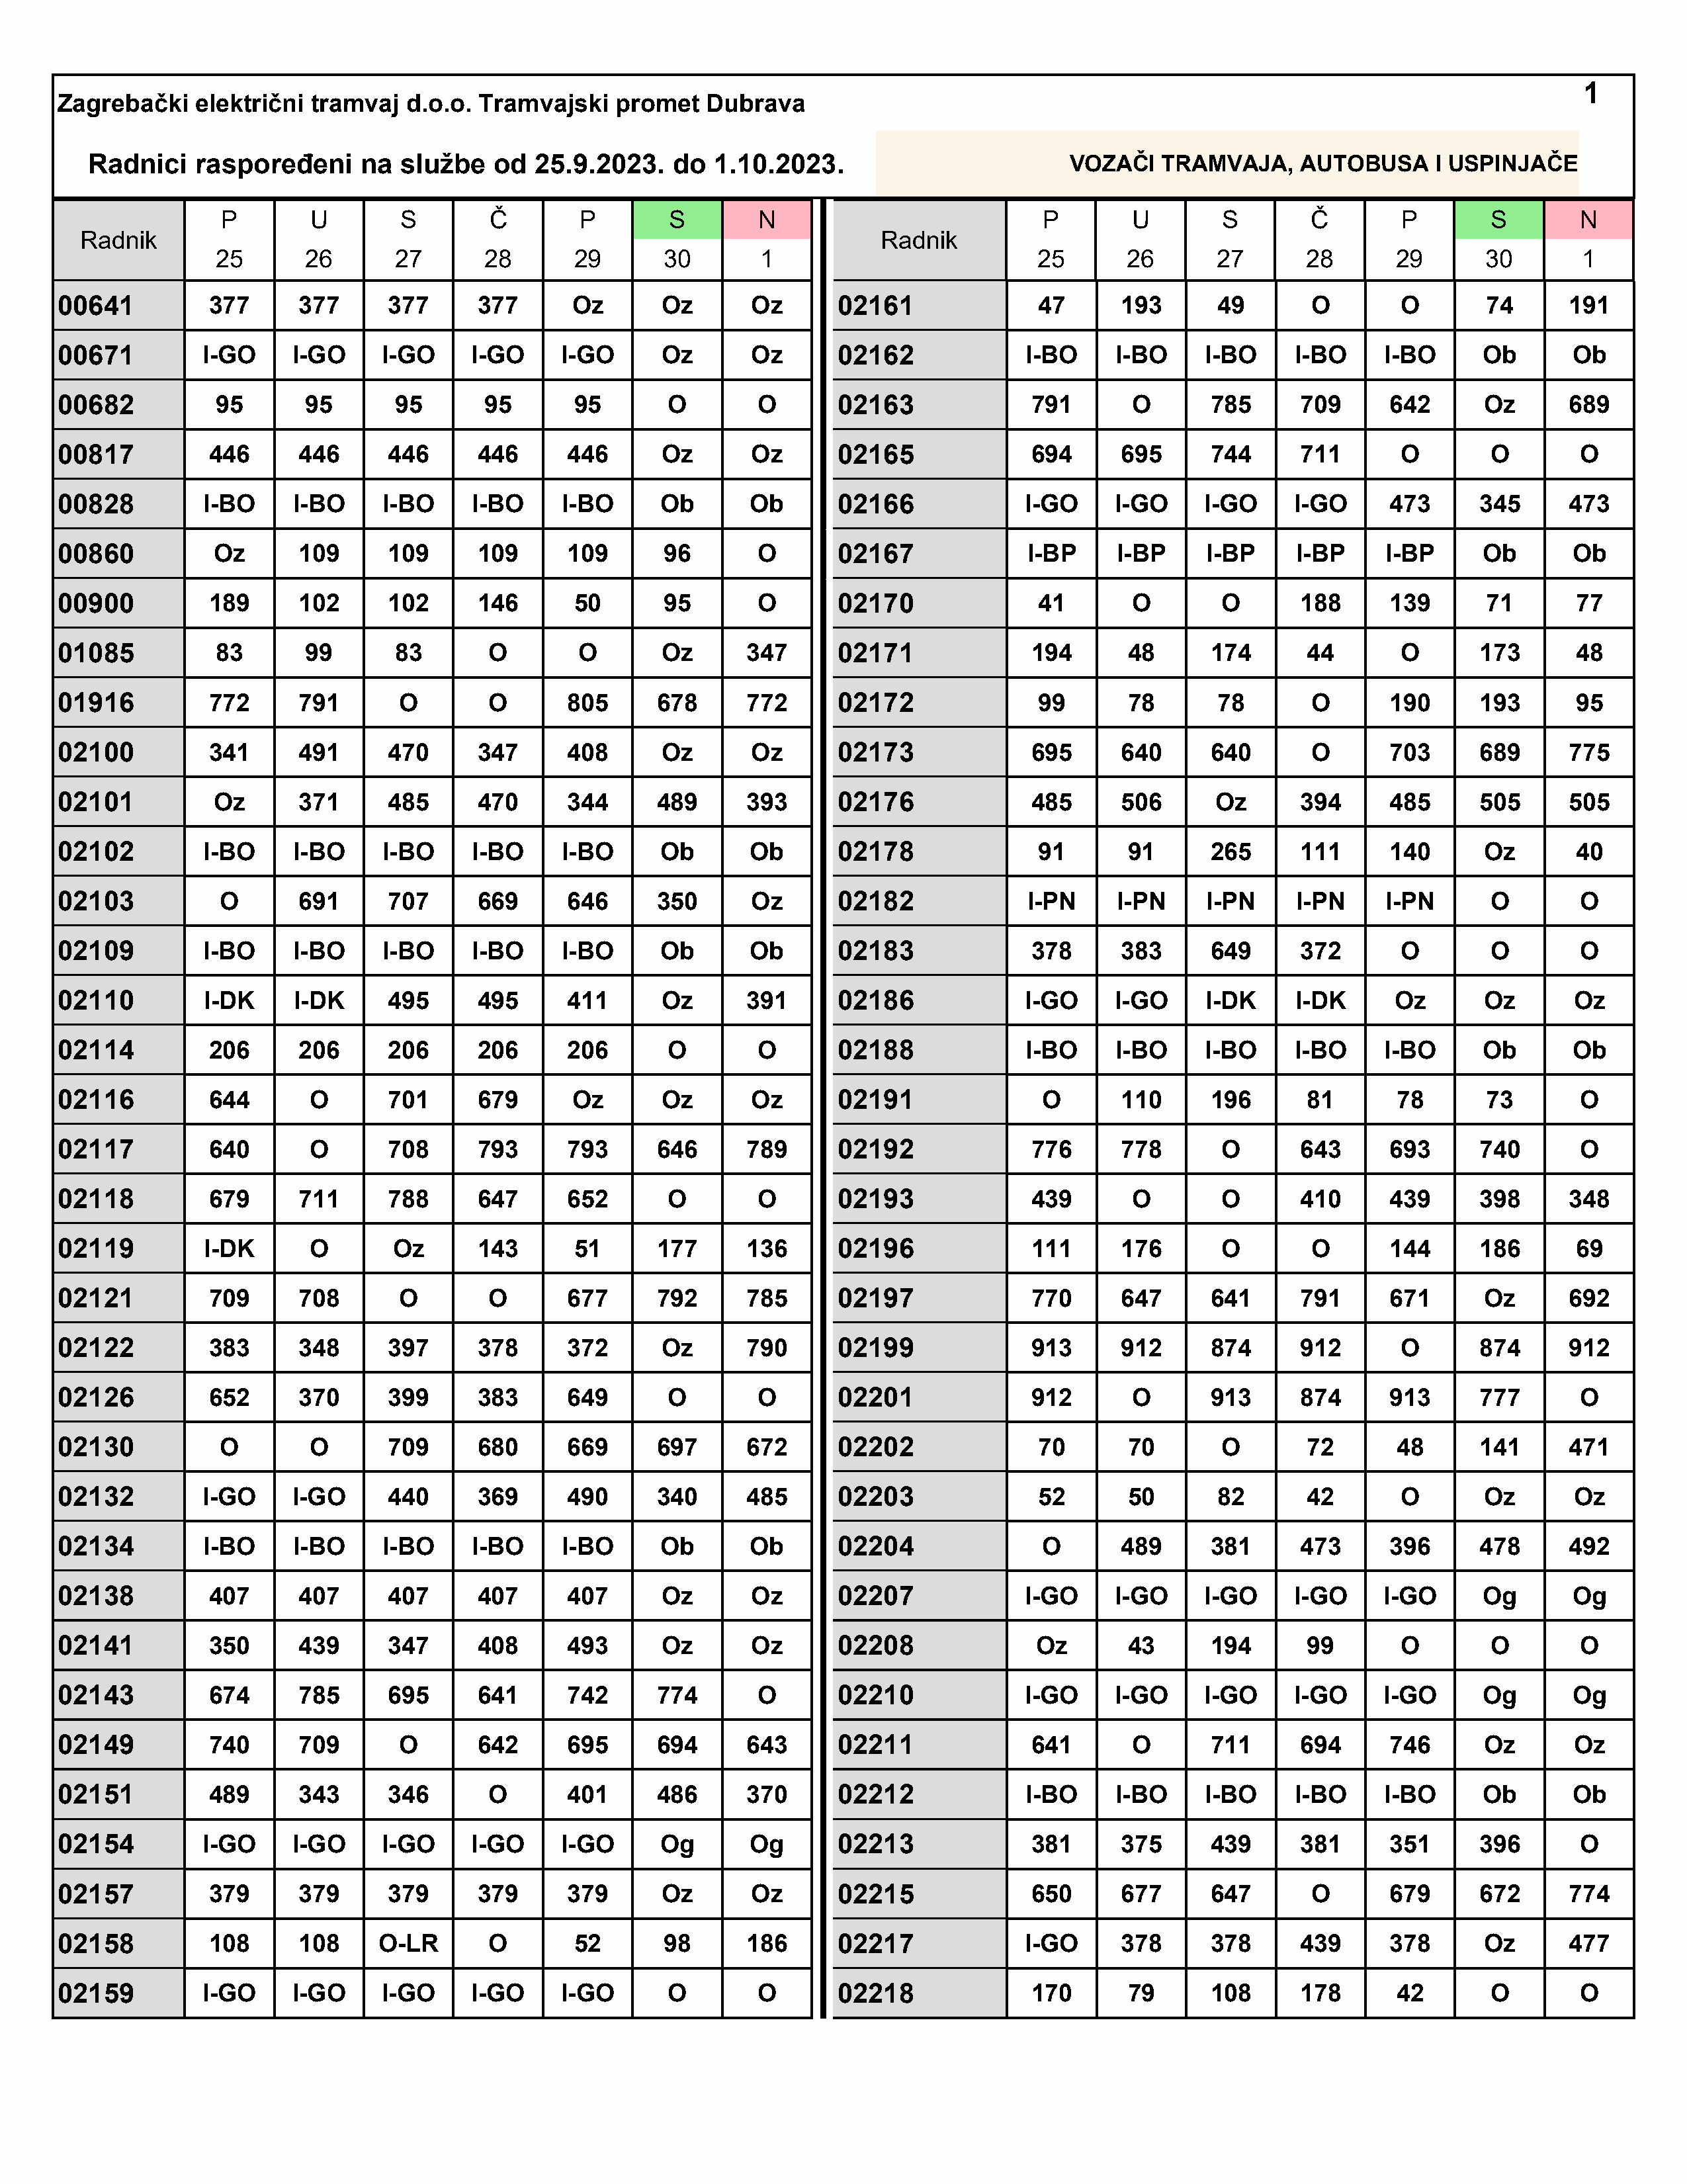 1
Zagrebački električni tramvaj d.o.o. Tramvajski promet Dubrava
Radnici raspoređeni na službe od 25.9.2023. do 1.10.2023. VOZAČI TRAMVAJA, AUTOBUSA I USPINJAČE
Radnik P U S Č P S N Radnik P U S Č P S N
25 26 27 28 29 30 1 25 26 27 28 29 30 1
00641 377 377 377 377 Oz Oz Oz 02161 47 193 49 O O 74 191
00671 I-GO I-GO I-GO I-GO I-GO Oz Oz 02162 I-BO I-BO I-BO I-BO I-BO Ob Ob
00682 95 95 95 95 95 O O 02163 791 O 785 709 642 Oz 689
00817 446 446 446 446 446 Oz Oz 02165 694 695 744 711 O O O
00828 I-BO I-BO I-BO I-BO I-BO Ob Ob 02166 I-GO I-GO I-GO I-GO 473 345 473
00860 Oz 109 109 109 109 96 O 02167 I-BP I-BP I-BP I-BP I-BP Ob Ob
00900 189 102 102 146 50 95 O 02170 41 O O 188 139 71 77
01085 83 99 83 O O Oz 347 02171 194 48 174 44 O 173 48
01916 772 791 O O 805 678 772 02172 99 78 78 O 190 193 95
02100 341 491 470 347 408 Oz Oz 02173 695 640 640 O 703 689 775
02101 Oz 371 485 470 344 489 393 02176 485 506 Oz 394 485 505 505
02102 I-BO I-BO I-BO I-BO I-BO Ob Ob 02178 91 91 265 111 140 Oz 40
02103 O 691 707 669 646 350 Oz 02182 I-PN I-PN I-PN I-PN I-PN O O
02109 I-BO I-BO I-BO I-BO I-BO Ob Ob 02183 378 383 649 372 O O O
02110 I-DK I-DK 495 495 411 Oz 391 02186 I-GO I-GO I-DK I-DK Oz Oz Oz
02114 206 206 206 206 206 O O 02188 I-BO I-BO I-BO I-BO I-BO Ob Ob
02116 644 O 701 679 Oz Oz Oz 02191 O 110 196 81 78 73 O
02117 640 O 708 793 793 646 789 02192 776 778 O 643 693 740 O
02118 679 711 788 647 652 O O 02193 439 O O 410 439 398 348
02119 I-DK O Oz 143 51 177 136 02196 111 176 O O 144 186 69
02121 709 708 O O 677 792 785 02197 770 647 641 791 671 Oz 692
02122 383 348 397 378 372 Oz 790 02199 913 912 874 912 O 874 912
02126 652 370 399 383 649 O O 02201 912 O 913 874 913 777 O
02130 O O 709 680 669 697 672 02202 70 70 O 72 48 141 471
02132 I-GO I-GO 440 369 490 340 485 02203 52 50 82 42 O Oz Oz
02134 I-BO I-BO I-BO I-BO I-BO Ob Ob 02204 O 489 381 473 396 478 492
02138 407 407 407 407 407 Oz Oz 02207 I-GO I-GO I-GO I-GO I-GO Og Og
02141 350 439 347 408 493 Oz Oz 02208 Oz 43 194 99 O O O
02143 674 785 695 641 742 774 O 02210 I-GO I-GO I-GO I-GO I-GO Og Og
02149 740 709 O 642 695 694 643 02211 641 O 711 694 746 Oz Oz
02151 489 343 346 O 401 486 370 02212 I-BO I-BO I-BO I-BO I-BO Ob Ob
02154 I-GO I-GO I-GO I-GO I-GO Og Og 02213 381 375 439 381 351 396 O
02157 379 379 379 379 379 Oz Oz 02215 650 677 647 O 679 672 774
02158 108 108 O-LR O 52 98 186 02217 I-GO 378 378 439 378 Oz 477
02159 I-GO I-GO I-GO I-GO I-GO O O 02218 170 79 108 178 42 O O